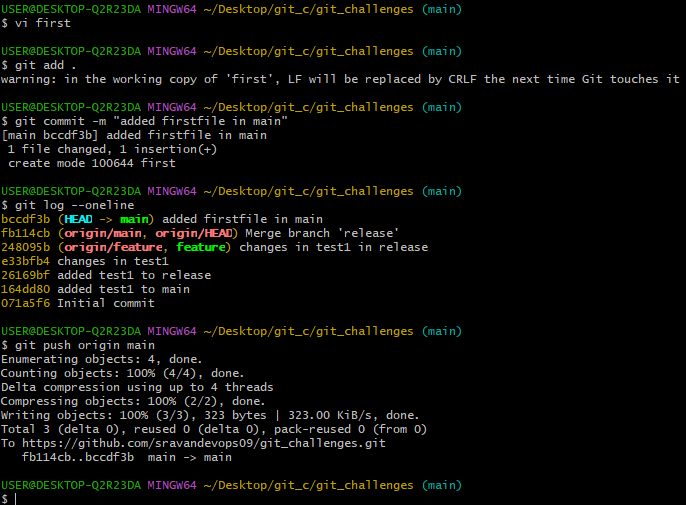 USER@DESKTOP-Q2R23DA MINGW64 ~/Desktop/git_c/git_challenges (main)
$ vi first
USER@DESKTOP-Q2R23DA MINGW64 ~/Desktop/git_c/git_challenges (main)
$ git add .
warning: in the working copy of 'first', LF will be replaced by CRLF the next time Git touches it
USER@DESKTOP-Q2R23DA MINGW64 ~/Desktop/git_c/git_challenges (main)
$ git commit -m "added firstfile in main"
[main bccdf3b] added firstfile in main
 1 file changed, 1 insertion(+)
 create mode 100644 first
USER@DESKTOP-Q2R23DA MINGW64 ~/Desktop/git_c/git_challenges (main)
$ git log --oneline
bccdf3b (HEAD -> main) added firstfile in main
fb114cb (origin/main, origin/HEAD) Merge branch 'release'
248095b (origin/feature, feature) changes in test1 in release
e33bfb4 changes in test1
26169bf added test1 to release
164dd80 added test1 to main
071a5f6 Initial commit
USER@DESKTOP-Q2R23DA MINGW64 ~/Desktop/git_c/git_challenges (main)
$ git push origin main
Enumerating objects: 4, done.
Counting objects: 100% (4/4), done.
Delta compression using up to 4 threads
Compressing objects: 100% (2/2), done.
Writing objects: 100% (3/3), 323 bytes | 323.00 KiB/s, done.
Total 3 (delta 0), reused 0 (delta 0), pack-reused 0 (from 0)
To https://github.com/sravandevops09/git_challenges.git
   fb114cb..bccdf3b  main -> main
USER@DESKTOP-Q2R23DA MINGW64 ~/Desktop/git_c/git_challenges (main)
$